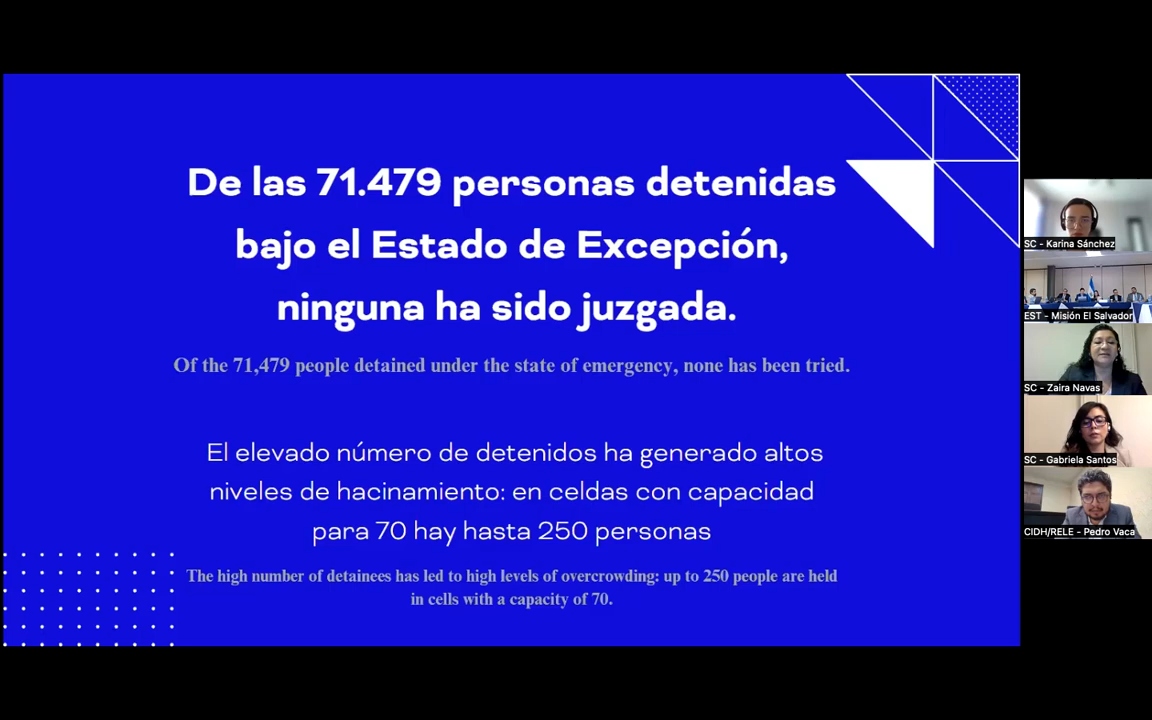 De las 71.479 personas detenidas
bajo el Estado de Excepción,
ninguna ha sido juzgada.
Of the 71,479 people detained under the state of emergency, none has been tried.
El elevado número de detenidos ha generado altos
niveles de hacinamiento: en celdas con capacidad
para 70 hay hasta 250 personas
The high number of detainees has led to high levels of overcrowding: up to 250 people are held
in cells with a capacity of 70.
SC - Karina Sánchez
EST - Misión El Salvador
SC - Zaira Navas
SC - Gabriela Santos
CIDH/RELE - Pedro Vaca